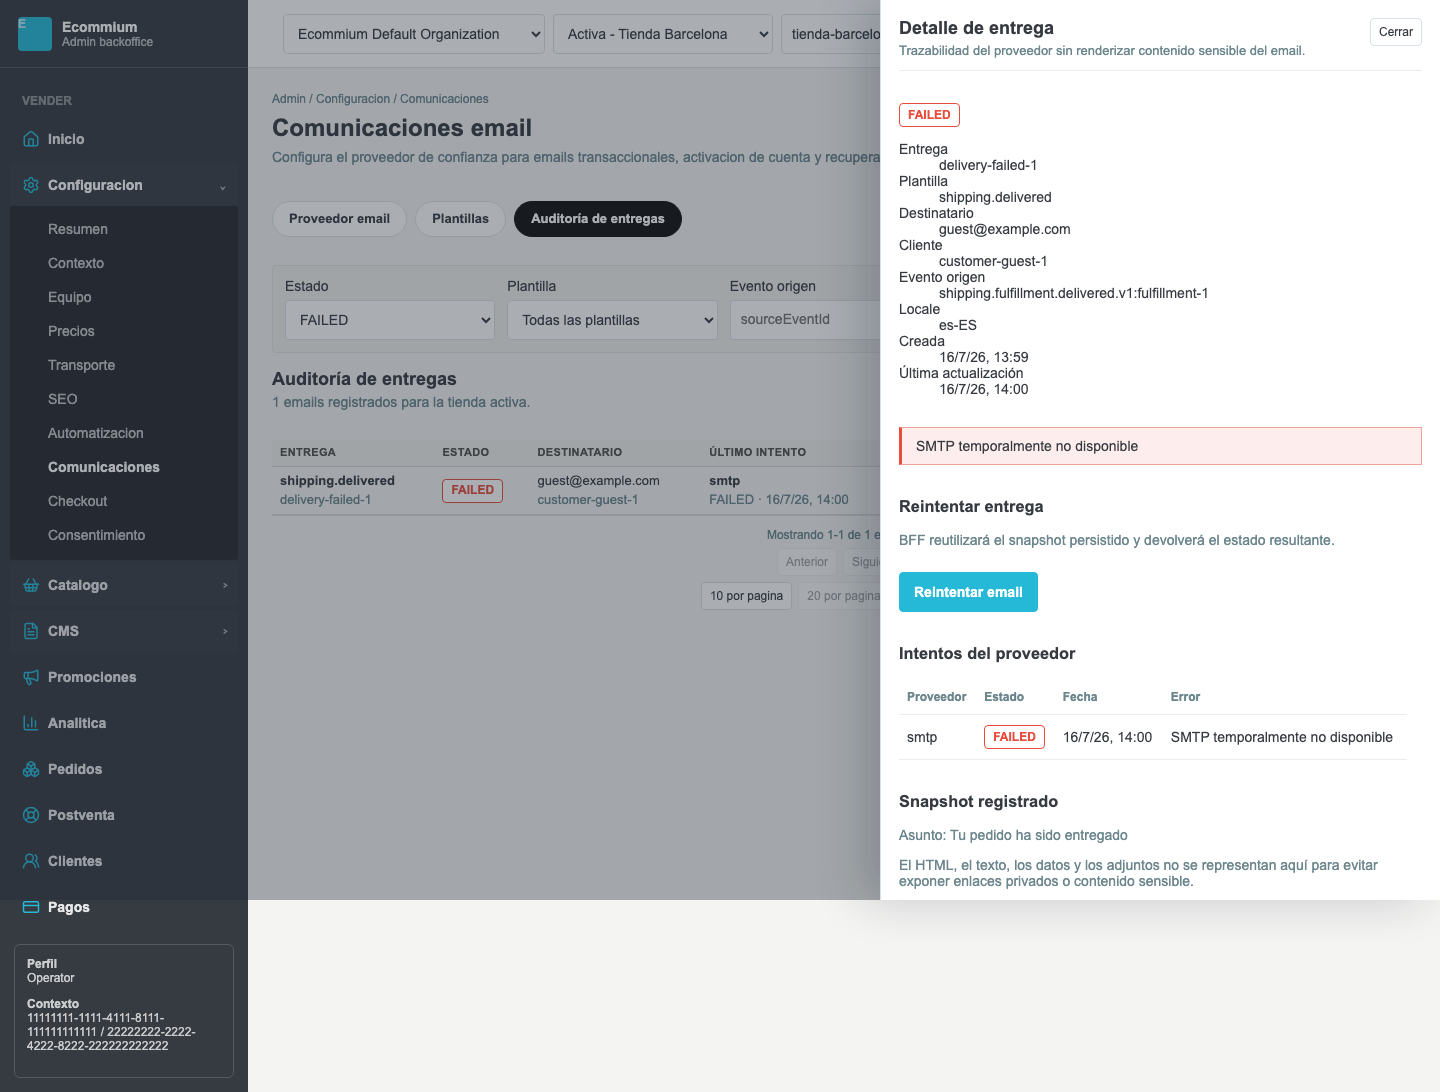 E
Ecommium
Admin backoffice
VENDER
Inicio
Configuracion
Resumen
Contexto
Equipo
Precios
Transporte
SEO
Automatizacion
Comunicaciones
Checkout
Consentimiento
Catalogo
CMS
Promociones
Analitica
Pedidos
Postventa
Clientes
Pagos
Perfil
Operator
Contexto
11111111-1111-4111-8111-
111111111111 / 22222222-2222-
4222-8222-222222222222
Ecommium Default Organization
Activa - Tienda Barcelona
tienda-barcelo
Admin / Configuracion / Comunicaciones
Comunicaciones email
Configura el proveedor de confianza para emails transaccionales, activacion de cuenta y recupera
Proveedor email
Plantillas
Auditoría de entregas
Estado
Plantilla
Evento origen
FAILED
Todas las plantillas
sourceEventId
Auditoría de entregas
1 emails registrados para la tienda activa.
ENTREGA ESTADO DESTINATARIO ÚLTIMO INTENTO
shipping.delivered FAILED guest@example.com smtp
delivery-failed-1 customer-guest-1 FAILED · 16/7/26, 14:00
Mostrando 1-1 de 1 e
Anterior Sigui
10 por pagina 20 por pagina
Detalle de entrega
Cerrar
Trazabilidad del proveedor sin renderizar contenido sensible del email.
FAILED
Entrega
delivery-failed-1
Plantilla
shipping.delivered
Destinatario
guest@example.com
Cliente
customer-guest-1
Evento origen
shipping.fulfillment.delivered.v1:fulfillment-1
Locale
es-ES
Creada
16/7/26, 13:59
Última actualización
16/7/26, 14:00
SMTP temporalmente no disponible
Reintentar entrega
BFF reutilizará el snapshot persistido y devolverá el estado resultante.
Reintentar email
Intentos del proveedor
Proveedor Estado Fecha Error
smtp FAILED 16/7/26, 14:00 SMTP temporalmente no disponible
Snapshot registrado
Asunto: Tu pedido ha sido entregado
El HTML, el texto, los datos y los adjuntos no se representan aquí para evitar
exponer enlaces privados o contenido sensible.